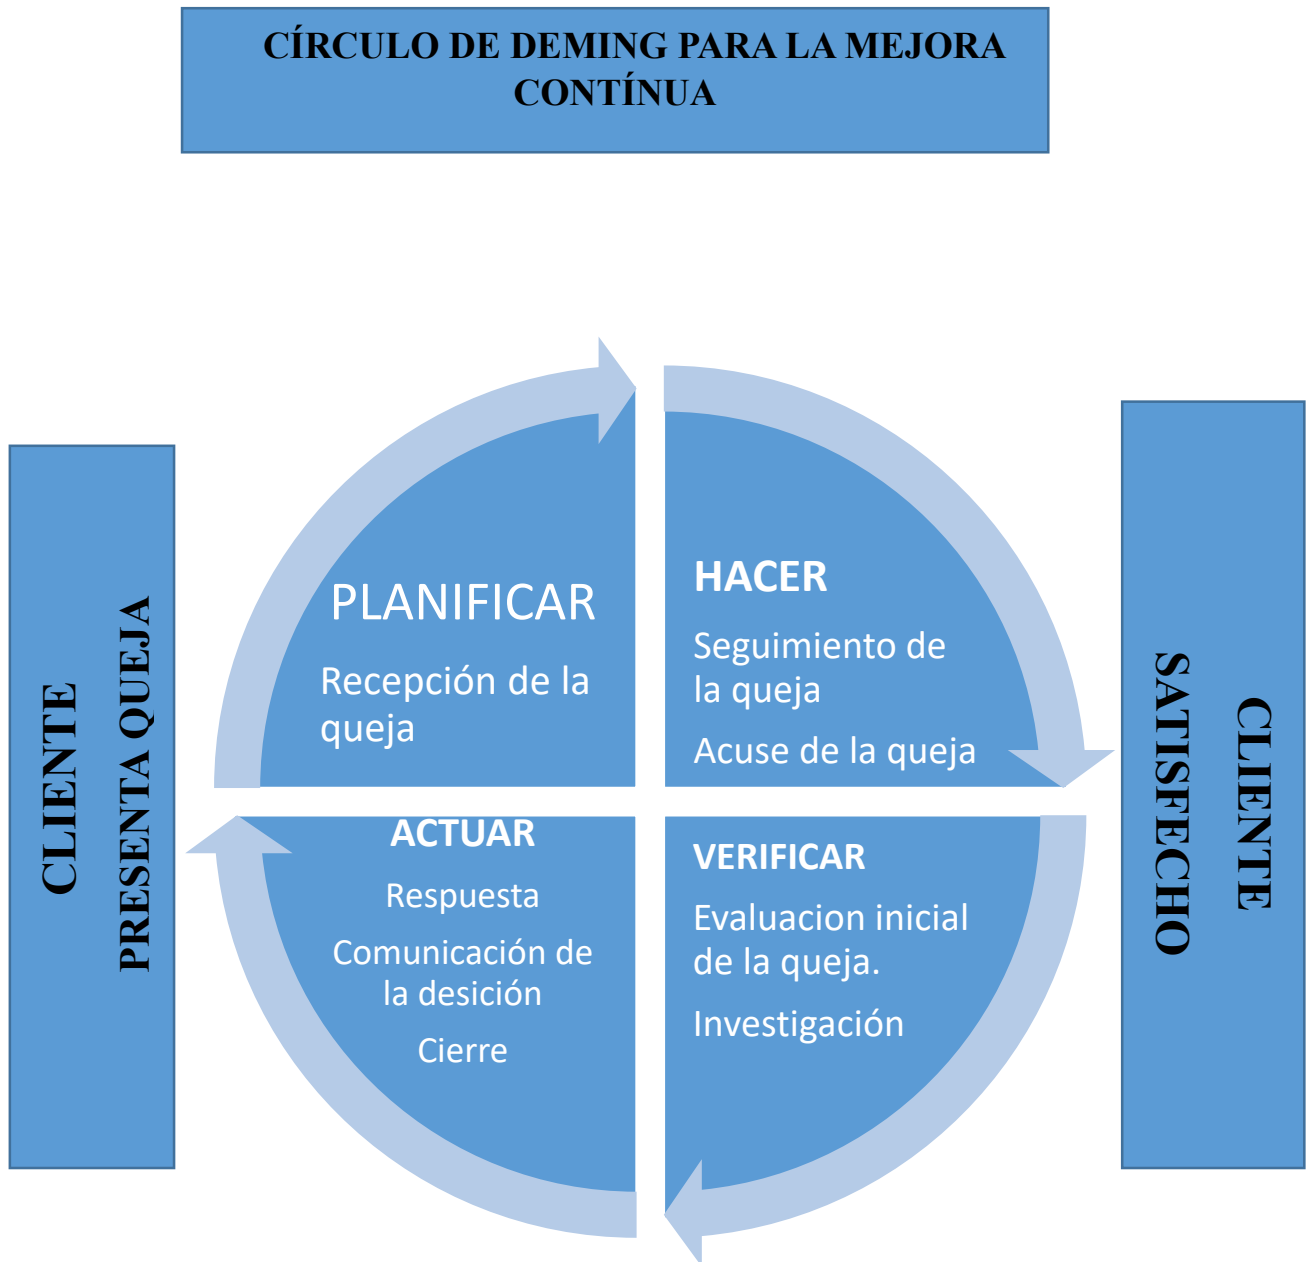 CÍRCULO DE DEMING PARA LA MEJORA
CONTÍNUA
CLIENTE
PRESENTA QUEJA
PLANIFICAR
Recepción de la
queja
HACER
Seguimiento de
la queja
Acuse de la queja
ACTUAR
Respuesta
Comunicación de
la desición
Cierre
VERIFICAR
Evaluacion inicial
de la queja.
Investigación
CLIENTE
SATISFECHO